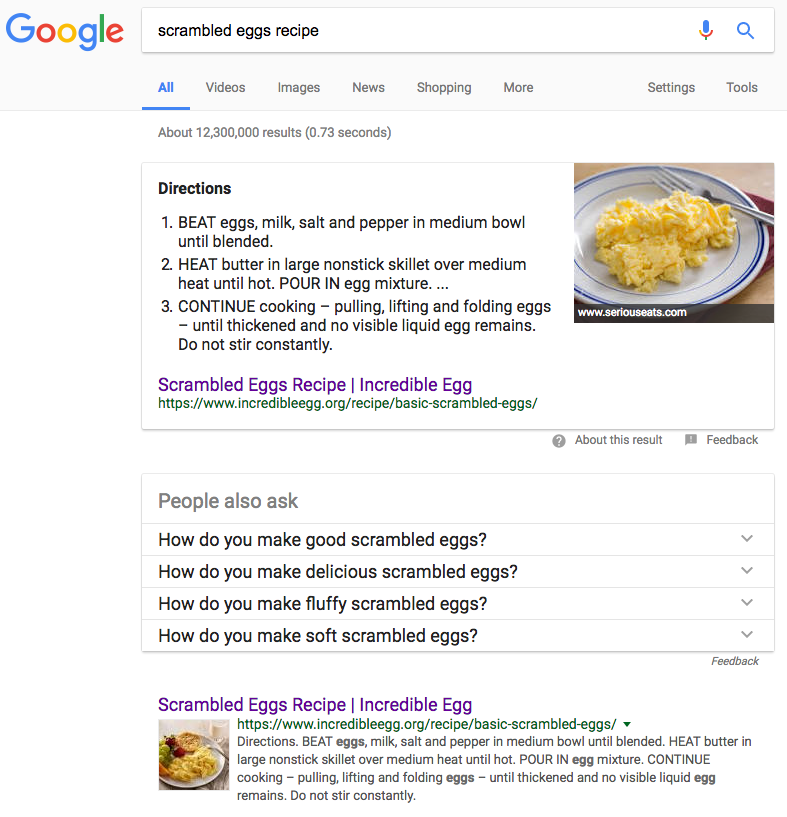 Google
scrambled eggs recipe
All Videos Images News Shopping More Settings Tools
About 12,300,000 results (0.73 seconds)
Directions
1. BEAT eggs, milk, salt and pepper in medium bowl
until blended.
2. HEAT butter in large nonstick skillet over medium
heat until hot. POUR IN egg mixture. ...
3. CONTINUE cooking – pulling, lifting and folding eggs
– until thickened and no visible liquid egg remains.
Do not stir constantly.
www.seriouseats.com
Scrambled Eggs Recipe | Incredible Egg
https://www.incredibleegg.org/recipe/basic-scrambled-eggs/
About this result Feedback
People also ask
How do you make good scrambled eggs?
How do you make delicious scrambled eggs?
How do you make fluffy scrambled eggs?
How do you make soft scrambled eggs?
Feedback
Scrambled Eggs Recipe | Incredible Egg
https://www.incredibleegg.org/recipe/basic-scrambled-eggs/
Directions. BEAT eggs, milk, salt and pepper in medium bowl until blended. HEAT butter in
large nonstick skillet over medium heat until hot. POUR IN egg mixture. CONTINUE
cooking – pulling, lifting and folding eggs – until thickened and no visible liquid egg
remains. Do not stir constantly.